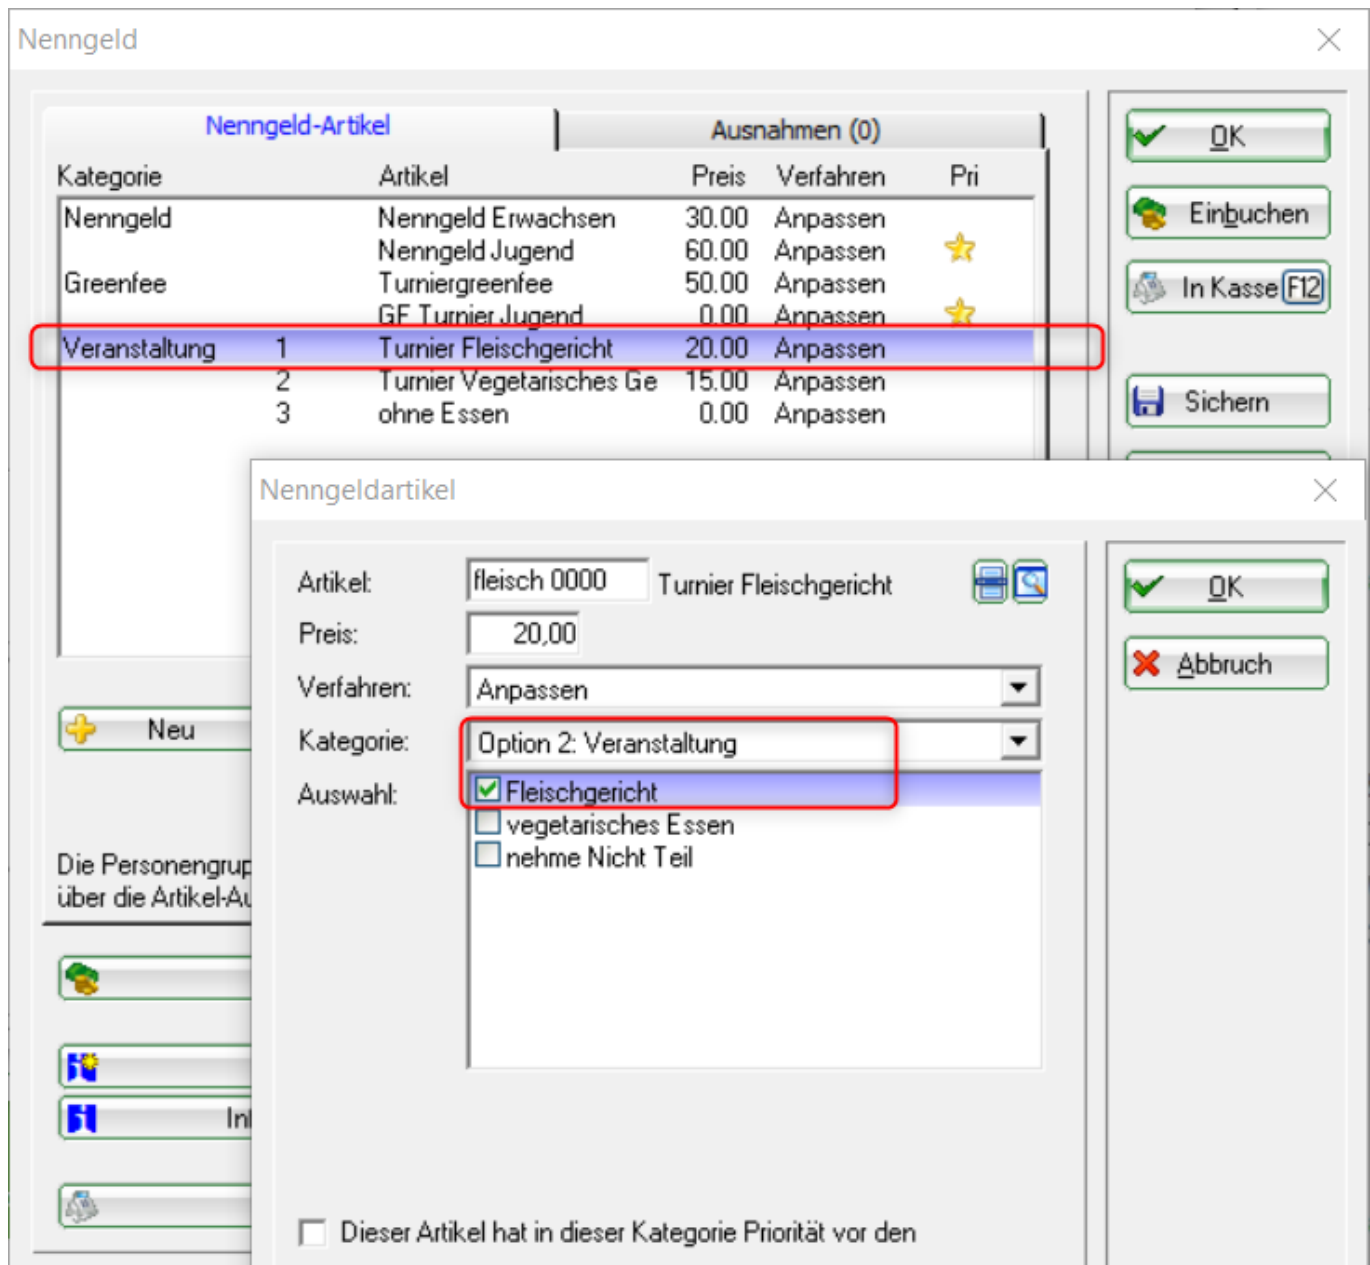 Nenngeld
Nenngeld-Artikel Ausnahmen (0)
Kategorie Artikel Preis Verfahren Pri
Nenngeld Nenngeld Erwachsen 30.00 Anpassen
Nenngeld Jugend 60.00 Anpassen
Greenfee Turniergreenfee 50.00 Anpassen
GF Turnier Jugend 0.00 Anpassen
Veranstaltung 1 Turnier Fleischgericht 20.00 Anpassen
2 Turnier Vegetarisches Ge 15.00 Anpassen
3 ohne Essen 0.00 Anpassen
OK
Einbuchen
In Kasse F12
Sichern
Neu
Die Personengrup
über die Artikel-Au
Nenngeldartikel
Artikel: fleisch 0000 Turnier Fleischgericht
Preis: 20,00
Verfahren: Anpassen
Kategorie: Option 2: Veranstaltung
Auswahl: Fleischgericht
vegetarisches Essen
nehme Nicht Teil
Dieser Artikel hat in dieser Kategorie Priorität vor den
OK
Abbruch